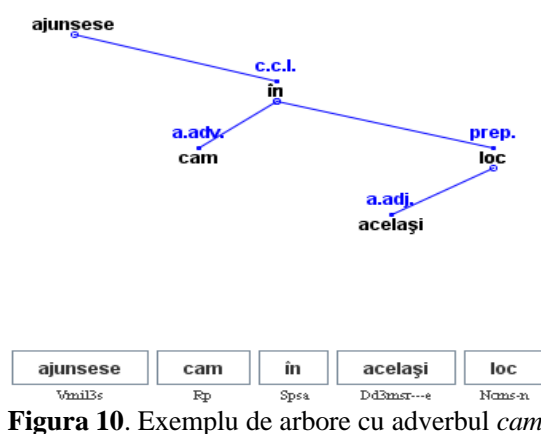 ajunsese
c.c.l.
în
a.adv.
prep.
cam
loc
a.adj.
acelaşi
ajunsese cam în acelaşi loc
Vmil3s Rp Spsa Dd3msr---e Ncms-n
Figura 10. Exemplu de arbore cu adverbul cam